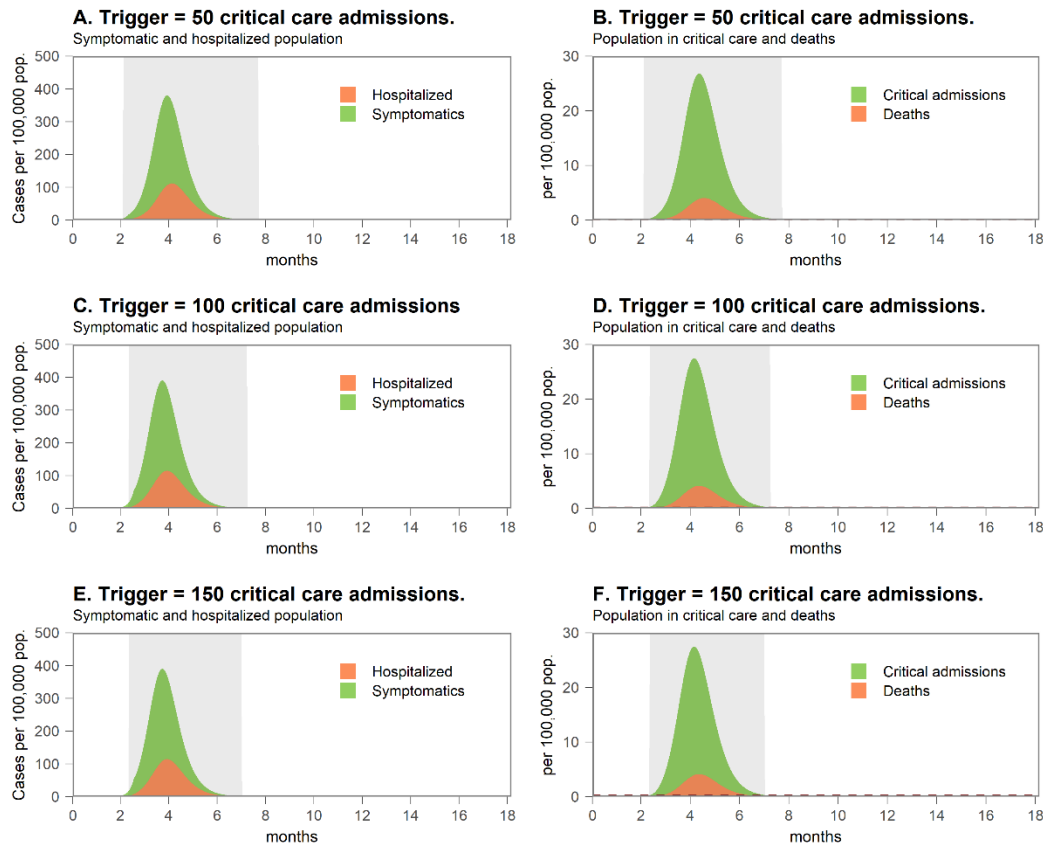 A. Trigger = 50 critical care admissions.
Symptomatic and hospitalized population
Cases per 100,000 pop.
500
400
300
200
100
0
Hospitalized
Symptomatics
0 2 4 6 8 10 12 14 16 18
months
B. Trigger = 50 critical care admissions.
Population in critical care and deaths
per 100,000 pop.
30
20
10
0
Critical admissions
Deaths
0 2 4 6 8 10 12 14 16 18
months
C. Trigger = 100 critical care admissions
Symptomatic and hospitalized population
Cases per 100,000 pop.
500
400
300
200
100
0
Hospitalized
Symptomatics
0 2 4 6 8 10 12 14 16 18
months
D. Trigger = 100 critical care admissions.
Population in critical care and deaths
per 100,000 pop.
30
20
10
0
Critical admissions
Deaths
0 2 4 6 8 10 12 14 16 18
months
E. Trigger = 150 critical care admissions.
Symptomatic and hospitalized population
Cases per 100,000 pop.
500
400
300
200
100
0
Hospitalized
Symptomatics
0 2 4 6 8 10 12 14 16 18
months
F. Trigger = 150 critical care admissions.
Population in critical care and deaths
per 100,000 pop.
30
20
10
0
Critical admissions
Deaths
0 2 4 6 8 10 12 14 16 18
months